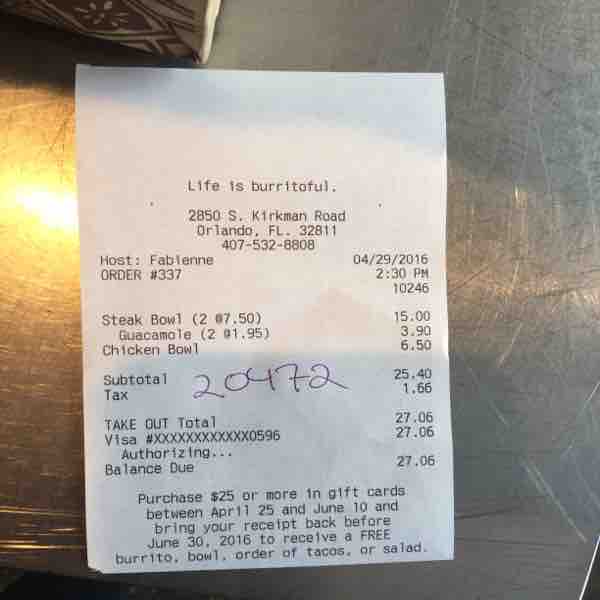 Life is burritoful.
2850 S. Kirkman Road
Orlando, FL. 32811
407-532-8808
Host: Fabienne 04/29/2016
ORDER #337 2:30 PM
10246
Steak Bowl (2 @7.50) 15.00
Guacamole (2 @1.95) 3.90
Chicken Bowl 6.50
Subtotal 25.40
20472
Tax 1.66
TAKE OUT Total 27.06
Visa #XXXXXXXXXXXX0596 27.06
Authorizing...
Balance Due 27.06
Purchase $25 or more in gift cards
between April 25 and June 10 and
bring your receipt back before
June 30, 2016 to receive a FREE
burrito, bowl, order of tacos, or salad.